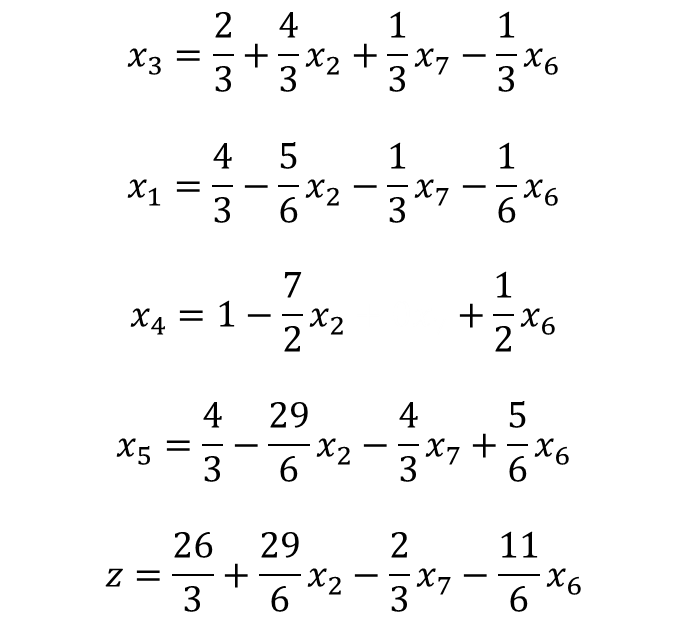 x₃ = 2/3 + 4/3 x₂ + 1/3 x₇ − 1/3 x₆
x₁ = 4/3 − 5/6 x₂ − 1/3 x₇ − 1/6 x₆
x₄ = 1 − 7/2 x₂ + 1/2 x₆
x₅ = 4/3 − 29/6 x₂ − 4/3 x₇ + 5/6 x₆
z = 26/3 + 29/6 x₂ − 2/3 x₇ − 11/6 x₆